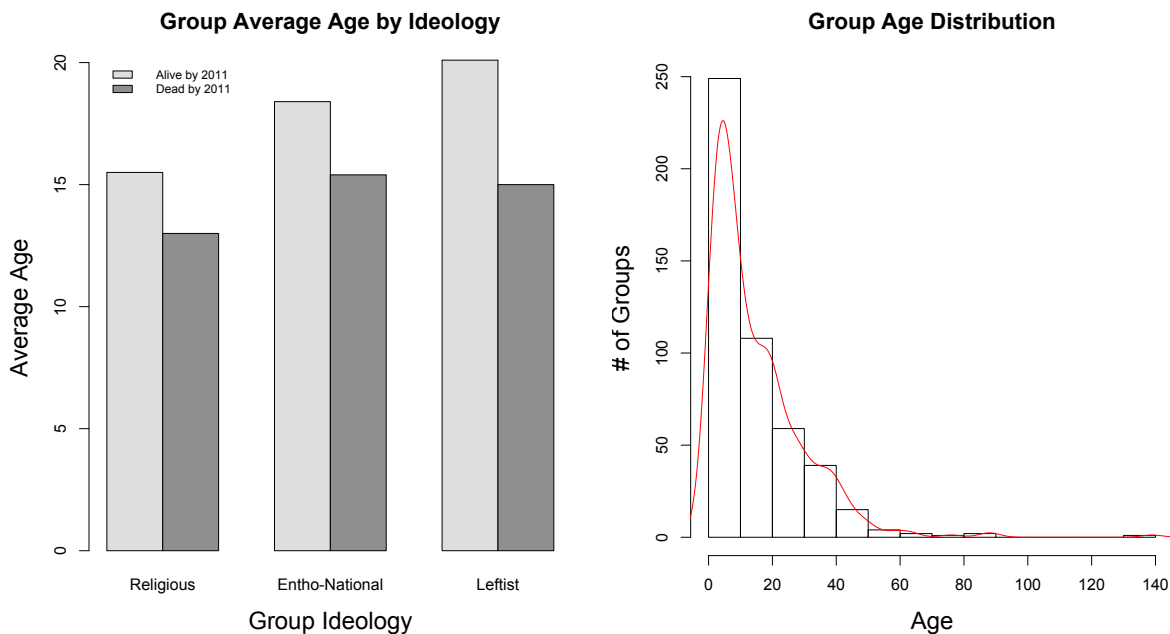 Group Average Age by Ideology
Average Age
0
5
10
15
20
Alive by 2011
Dead by 2011
Religious
Entho-National
Leftist
Group Ideology
Group Age Distribution
# of Groups
0
50
100
150
200
250
0 20 40 60 80 100 120 140
Age